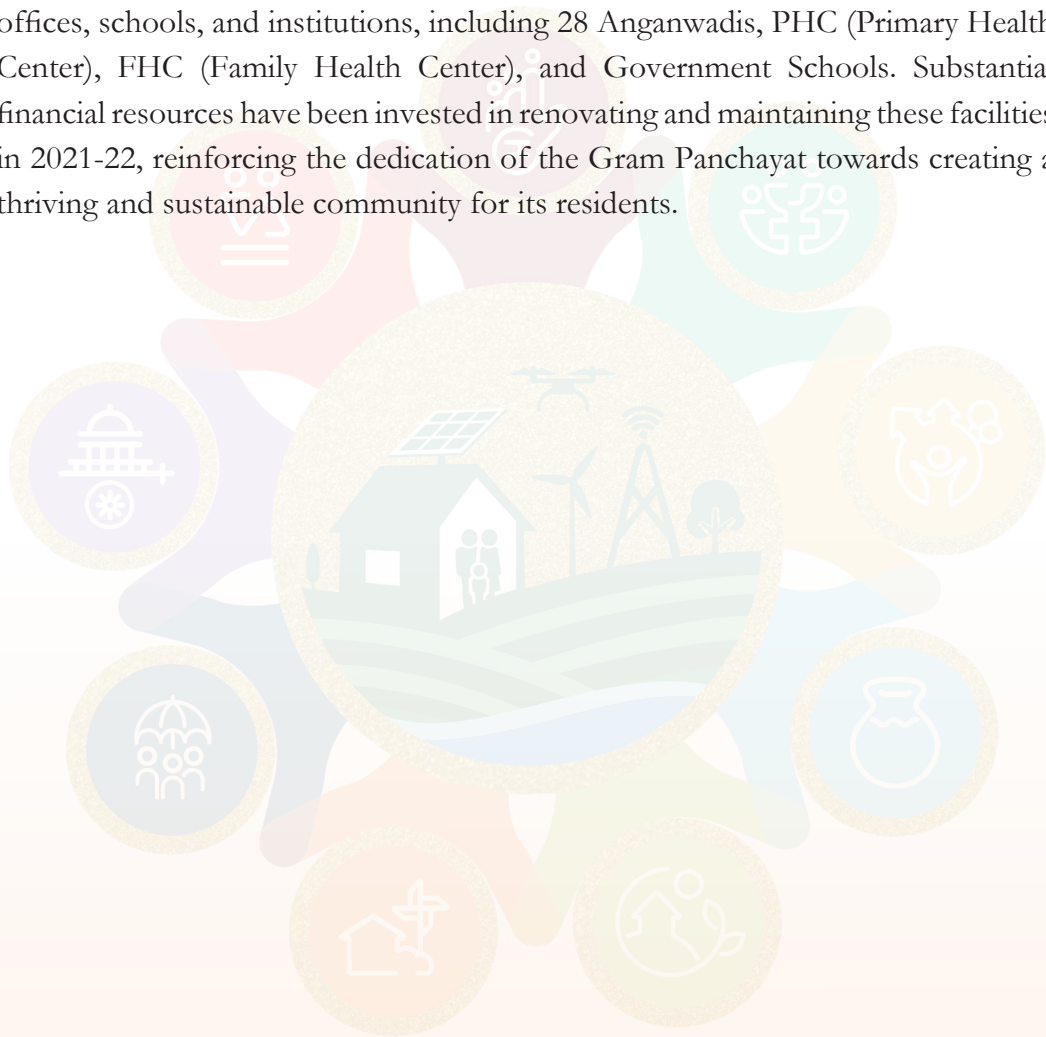 offices, schools, and institutions, including 28 Anganwadis, PHC (Primary Health
Center), FHC (Family Health Center), and Government Schools. Substantia
financial resources have been invested in renovating and maintaining these facilities
in 2021-22, reinforcing the dedication of the Gram Panchayat towards creating a
thriving and sustainable community for its residents.